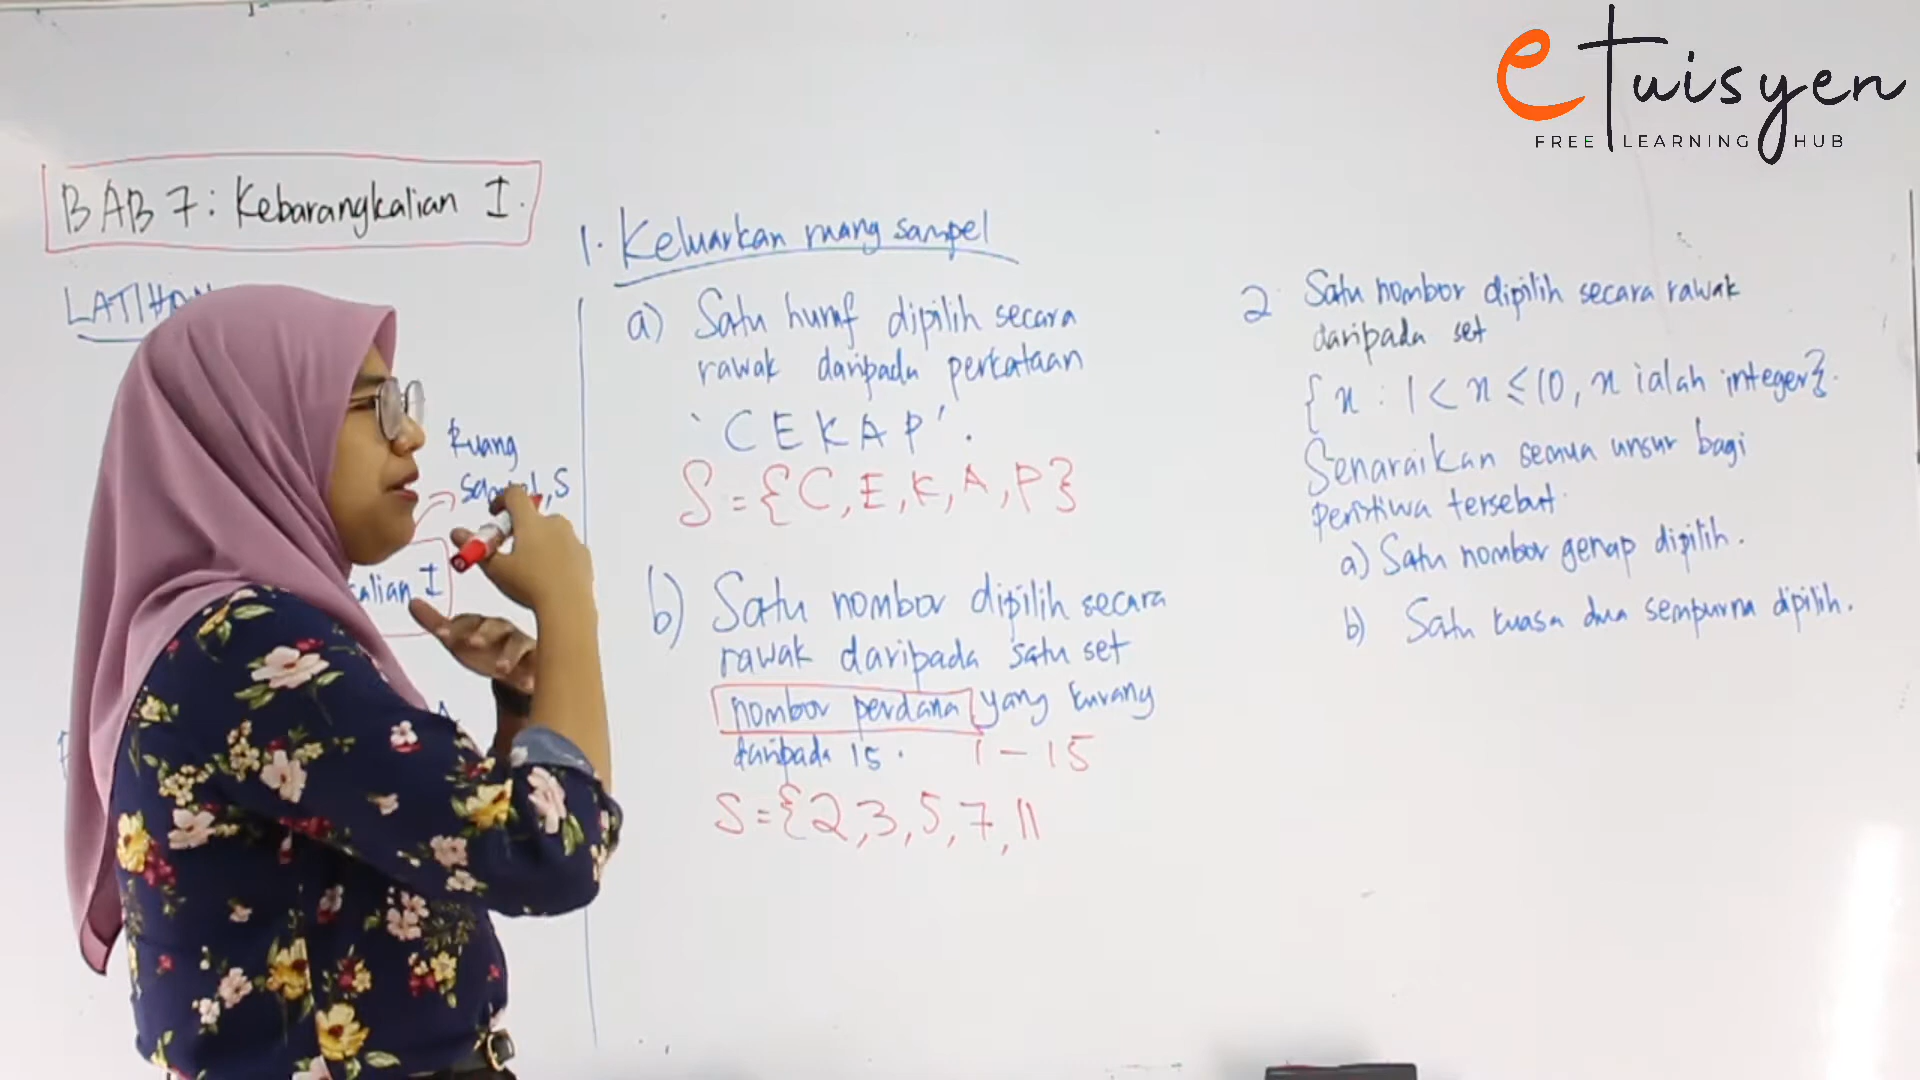 eTuisyen
FREE LEARNING HUB
BAB 7: Kebarangkalian I.
LATIHAN
Ruang
Sampel, S
kalian I
1. Keluarkan ruang sampel
a) Satu huruf dipilih secara
rawak daripada perkataan
'CEKAP'.
S = {C, E, K, A, P}
b) Satu nombor dipilih secara
rawak daripada satu set
nombor perdana yang kurang
daripada 15. 1 - 15
S = {2, 3, 5, 7, 11
2 Satu nombor dipilih secara rawak
daripada set
{x : 1 < x ≤ 10, x ialah integer}.
Senaraikan semua unsur bagi
peristiwa tersebut.
a) Satu nombor genap dipilih.
b) Satu kuasa dua sempurna dipilih.